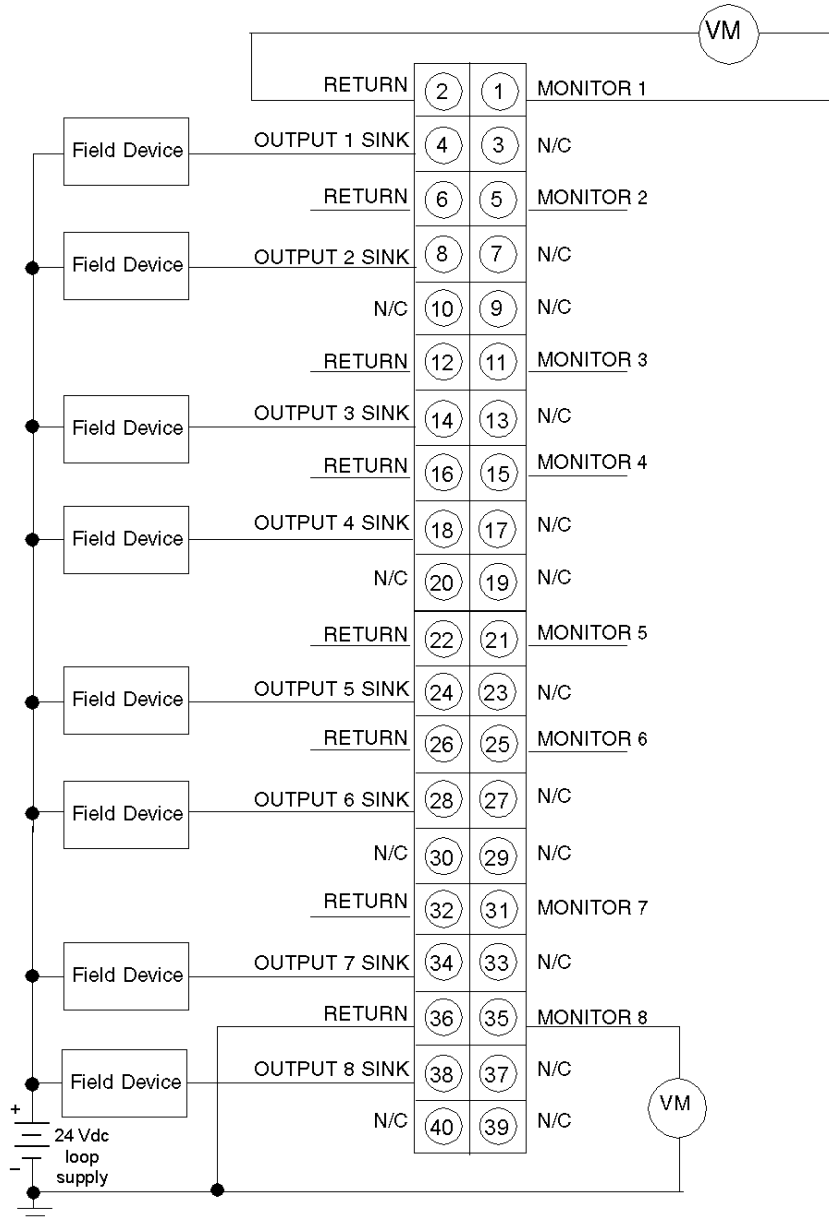 VM
RETURN 2 1 MONITOR 1
Field Device OUTPUT 1 SINK 4 3 N/C
RETURN 6 5 MONITOR 2
Field Device OUTPUT 2 SINK 8 7 N/C
N/C 10 9 N/C
RETURN 12 11 MONITOR 3
Field Device OUTPUT 3 SINK 14 13 N/C
RETURN 16 15 MONITOR 4
Field Device OUTPUT 4 SINK 18 17 N/C
N/C 20 19 N/C
RETURN 22 21 MONITOR 5
Field Device OUTPUT 5 SINK 24 23 N/C
RETURN 26 25 MONITOR 6
Field Device OUTPUT 6 SINK 28 27 N/C
N/C 30 29 N/C
RETURN 32 31 MONITOR 7
Field Device OUTPUT 7 SINK 34 33 N/C
RETURN 36 35 MONITOR 8
Field Device OUTPUT 8 SINK 38 37 N/C
VM
N/C 40 39 N/C
+
24 Vdc
loop
supply
–